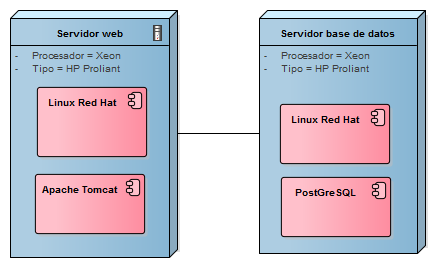 Servidor web
- Procesador = Xeon
- Tipo = HP Proliant
Linux Red Hat
Apache Tomcat
Servidor base de datos
- Procesador = Xeon
- Tipo = HP Proliant
Linux Red Hat
PostGreSQL